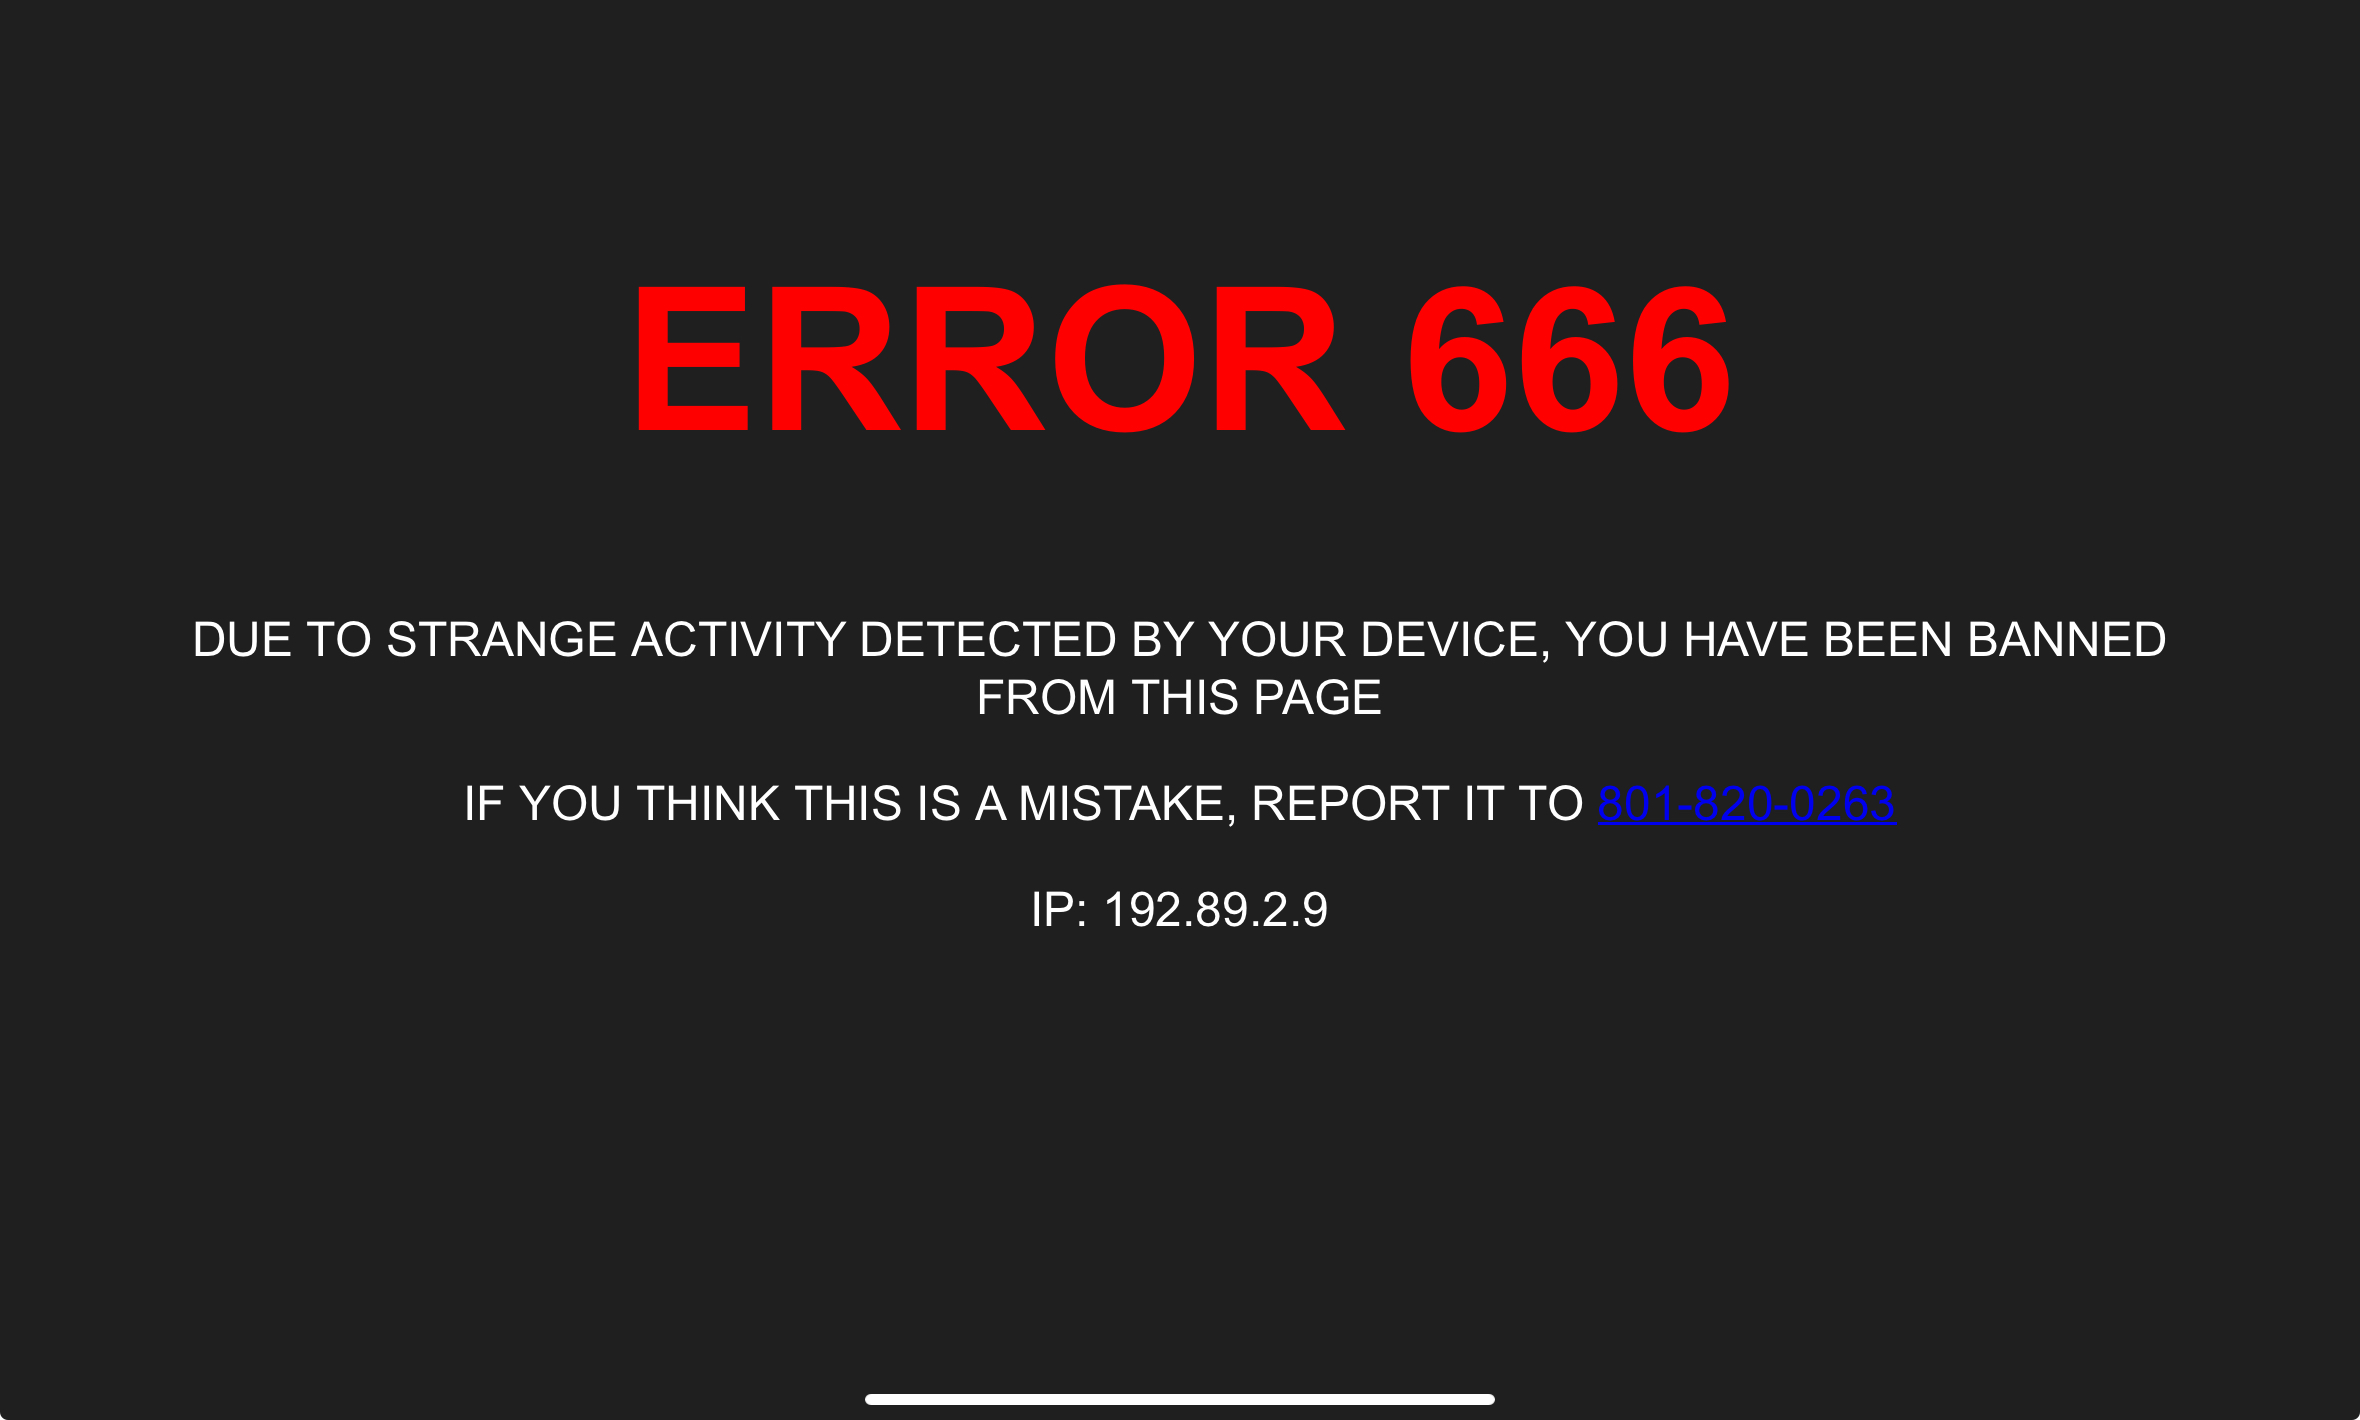 ERROR 666
DUE TO STRANGE ACTIVITY DETECTED BY YOUR DEVICE, YOU HAVE BEEN BANNED
FROM THIS PAGE
IF YOU THINK THIS IS A MISTAKE, REPORT IT TO 801-820-0263
IP: 192.89.2.9